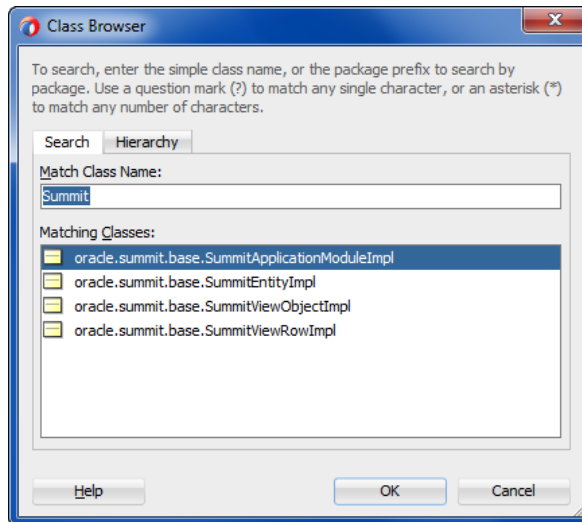 Class Browser
To search, enter the simple class name, or the package prefix to search by
package. Use a question mark (?) to match any single character, or an asterisk (*)
to match any number of characters.
Search Hierarchy
Match Class Name:
Summit
Matching Classes:
oracle.summit.base.SummitApplicationModuleImpl
oracle.summit.base.SummitEntityImpl
oracle.summit.base.SummitViewObjectImpl
oracle.summit.base.SummitViewRowImpl
Help OK Cancel